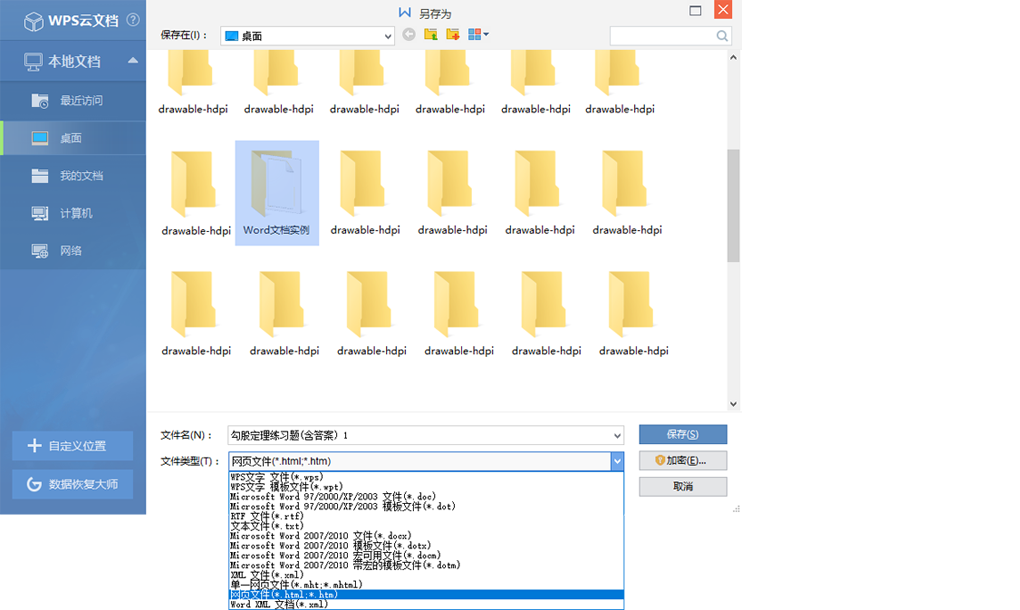 WPS云文档
本地文档
最近访问
桌面
我的文档
计算机
网络
自定义位置
数据恢复大师
另存为
保存在(I)： 桌面
drawable-hdpi drawable-hdpi drawable-hdpi drawable-hdpi drawable-hdpi drawable-hdpi
drawable-hdpi Word文档实例 drawable-hdpi drawable-hdpi drawable-hdpi drawable-hdpi
drawable-hdpi drawable-hdpi drawable-hdpi drawable-hdpi drawable-hdpi drawable-hdpi
文件名(N)： 勾股定理练习题(含答案) 1 保存(S)
文件类型(T)： 网页文件(*.html;*.htm) 加密(E)...
取消
WPS文字 文件(*.wps)
WPS文字 模板文件(*.wpt)
Microsoft Word 97/2000/XP/2003 文件(*.doc)
Microsoft Word 97/2000/XP/2003 模板文件(*.dot)
RTF 文件(*.rtf)
文本文件(*.txt)
Microsoft Word 2007/2010 文件(*.docx)
Microsoft Word 2007/2010 模板文件(*.dotx)
Microsoft Word 2007/2010 宏可用文件(*.docm)
Microsoft Word 2007/2010 带宏的模板文件(*.dotm)
XML 文件(*.xml)
单一网页文件(*.mht;*.mhtml)
网页文件(*.html;*.htm)
Word XML 文档(*.xml)